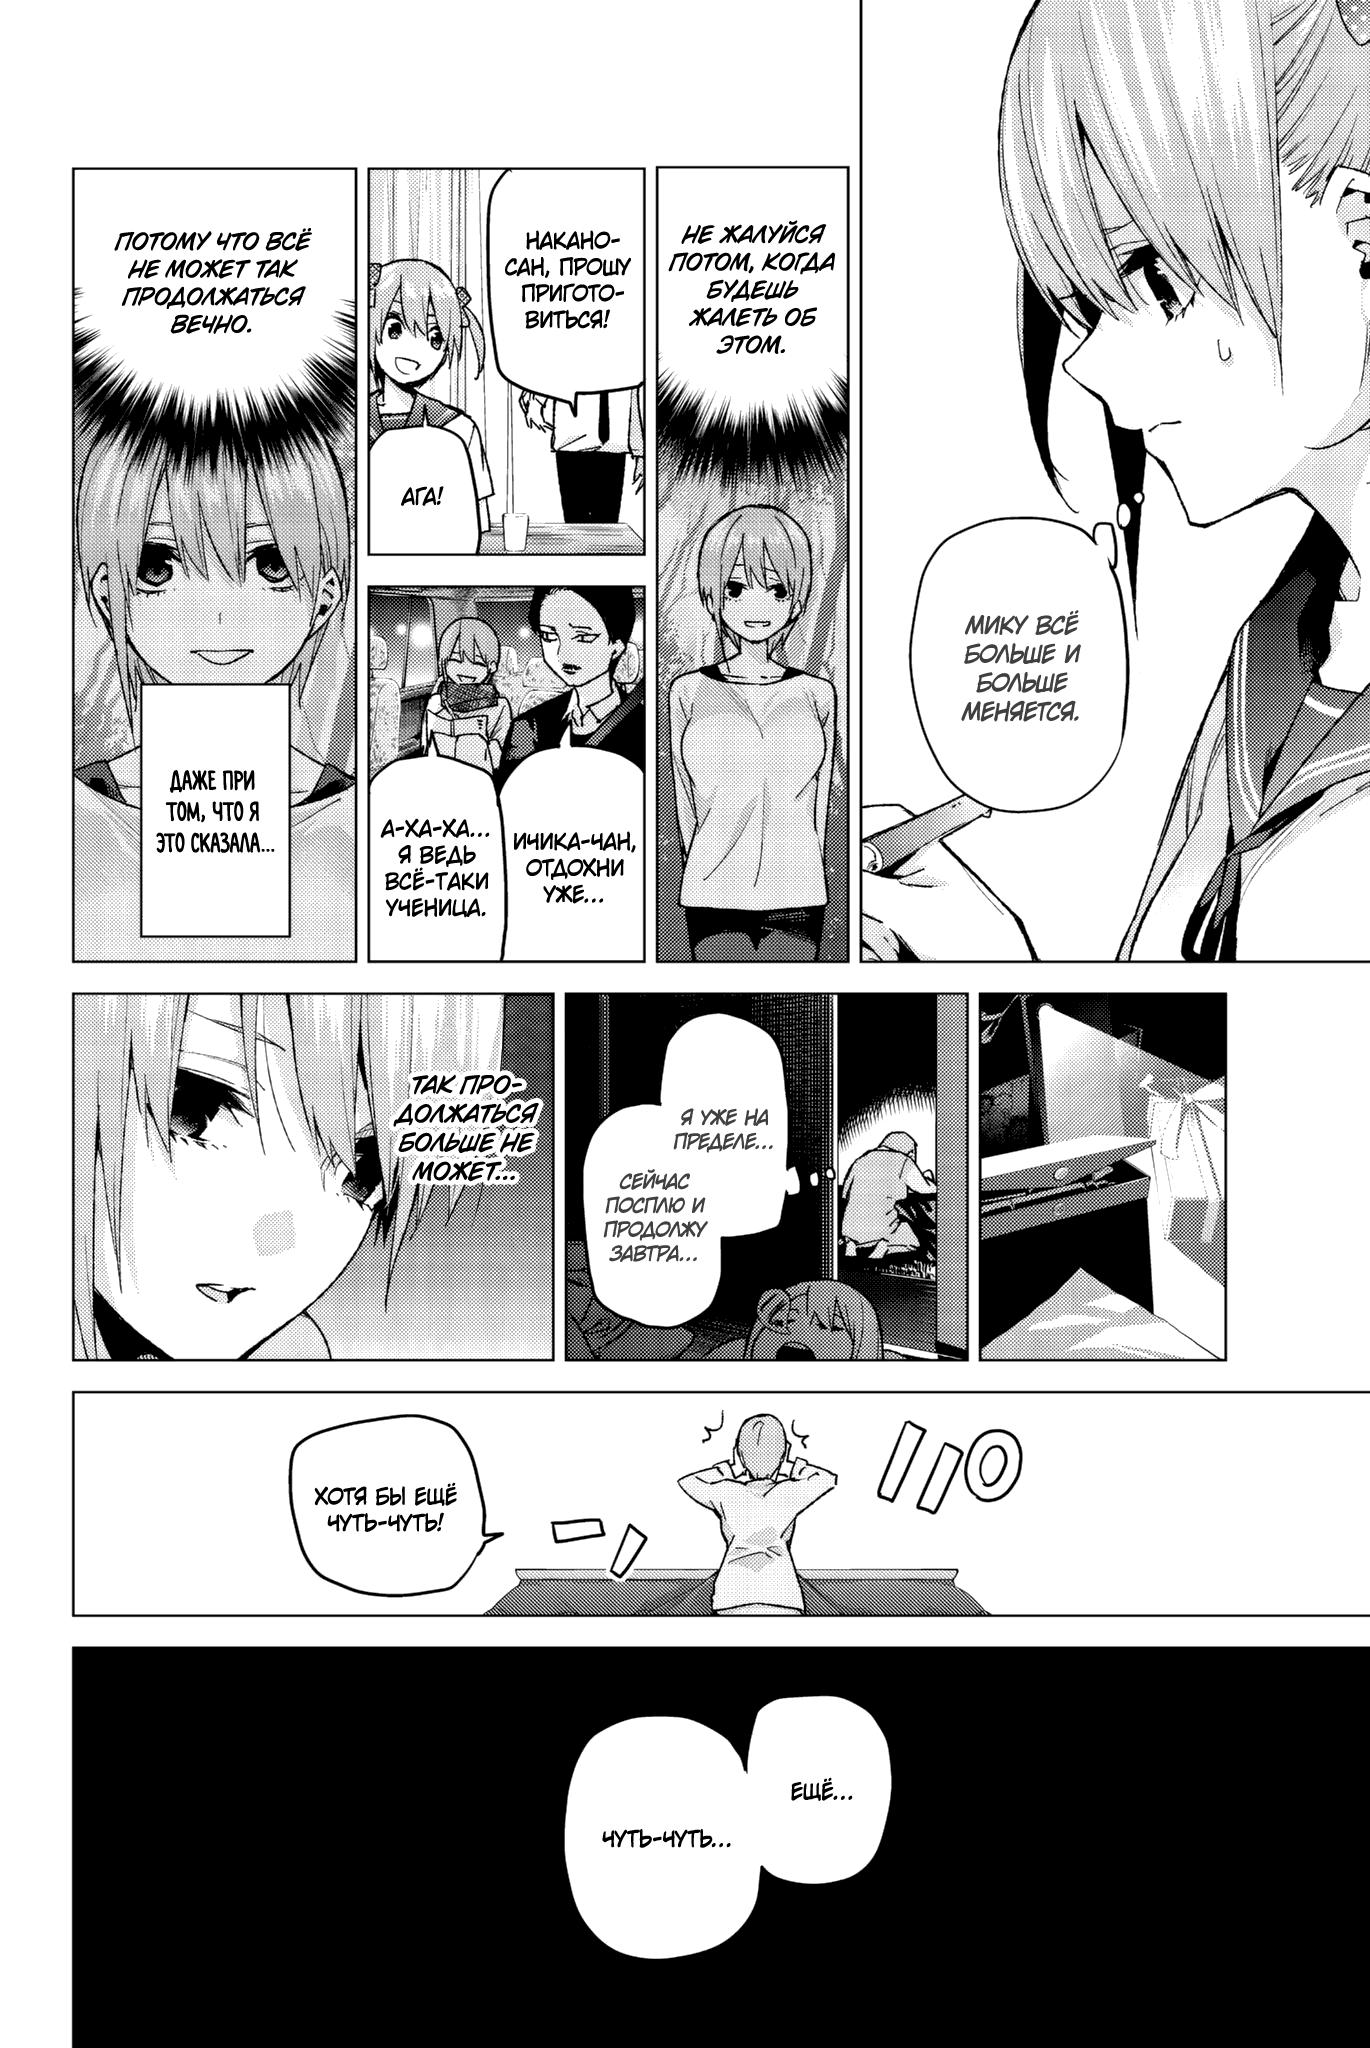 МИКУ ВСЁ
БОЛЬШЕ И
БОЛЬШЕ
МЕНЯЕТСЯ.
НЕ ЖАЛУЙСЯ
ПОТОМ, КОГДА
БУДЕШЬ
ЖАЛЕТЬ ОБ
ЭТОМ.
НАКАНО-
САН, ПРОШУ
ПРИГОТО-
ВИТЬСЯ!
АГА!
ИЧИКА-ЧАН,
ОТДОХНИ
УЖЕ...
А-ХА-ХА...
Я ВЕДЬ
ВСЁ-ТАКИ
УЧЕНИЦА.
ПОТОМУ ЧТО ВСЁ
НЕ МОЖЕТ ТАК
ПРОДОЛЖАТЬСЯ
ВЕЧНО.
ДАЖЕ ПРИ
ТОМ, ЧТО Я
ЭТО СКАЗАЛА...
Я УЖЕ НА
ПРЕДЕЛЕ...
СЕЙЧАС
ПОСПЛЮ И
ПРОДОЛЖУ
ЗАВТРА...
ТАК ПРО-
ДОЛЖАТЬСЯ
БОЛЬШЕ НЕ
МОЖЕТ...
ХОТЯ БЫ ЕЩЁ
ЧУТЬ-ЧУТЬ!
ЕЩЁ...
ЧУТЬ-ЧУТЬ...